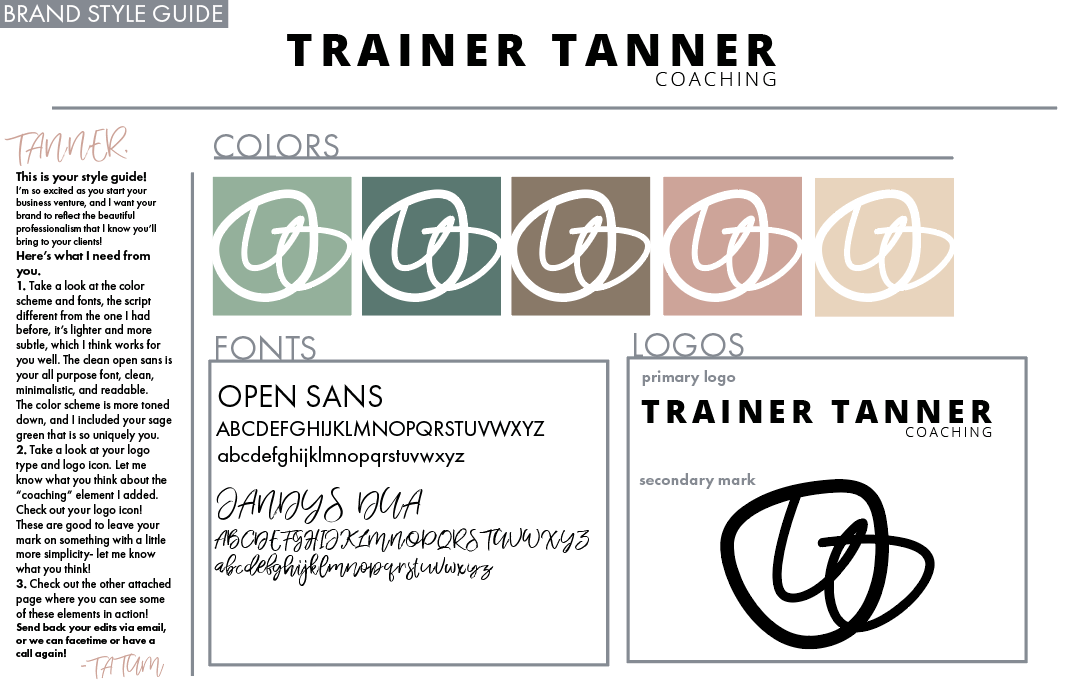 BRAND STYLE GUIDE
TRAINER TANNER
COACHING
TANNER.
This is your style guide!
I'm so excited as you start your
business venture, and I want your
brand to reflect the beautiful
professionalism that I know you'll
bring to your clients!
Here's what I need from
you.
1. Take a look at the color
scheme and fonts, the script
different from the one I had
before, it's lighter and more
subtle, which I think works for
you well. The clean open sans is
your all purpose font, clean,
minimalistic, and readable.
The color scheme is more toned
down, and I included your sage
green that is so uniquely you.
2. Take a look at your logo
type and logo icon. Let me
know what you think about the
“coaching” element I added.
Check out your logo icon!
These are good to leave your
mark on something with a little
more simplicity- let me know
what you think!
3. Check out the other attached
page where you can see some
of these elements in action!
Send back your edits via email,
or we can facetime or have a
call again!
-TATUM
COLORS
FONTS
OPEN SANS
ABCDEFGHIJKLMNOPQRSTUVWXYZ
abcdefghijklmnopqrstuvwxyz
JANDYS DUA
ABCDEFGHIJKLMNOPQRSTUVWXYZ
abcdefghijklmnopqrstuvwxyz
LOGOS
primary logo
TRAINER TANNER
COACHING
secondary mark